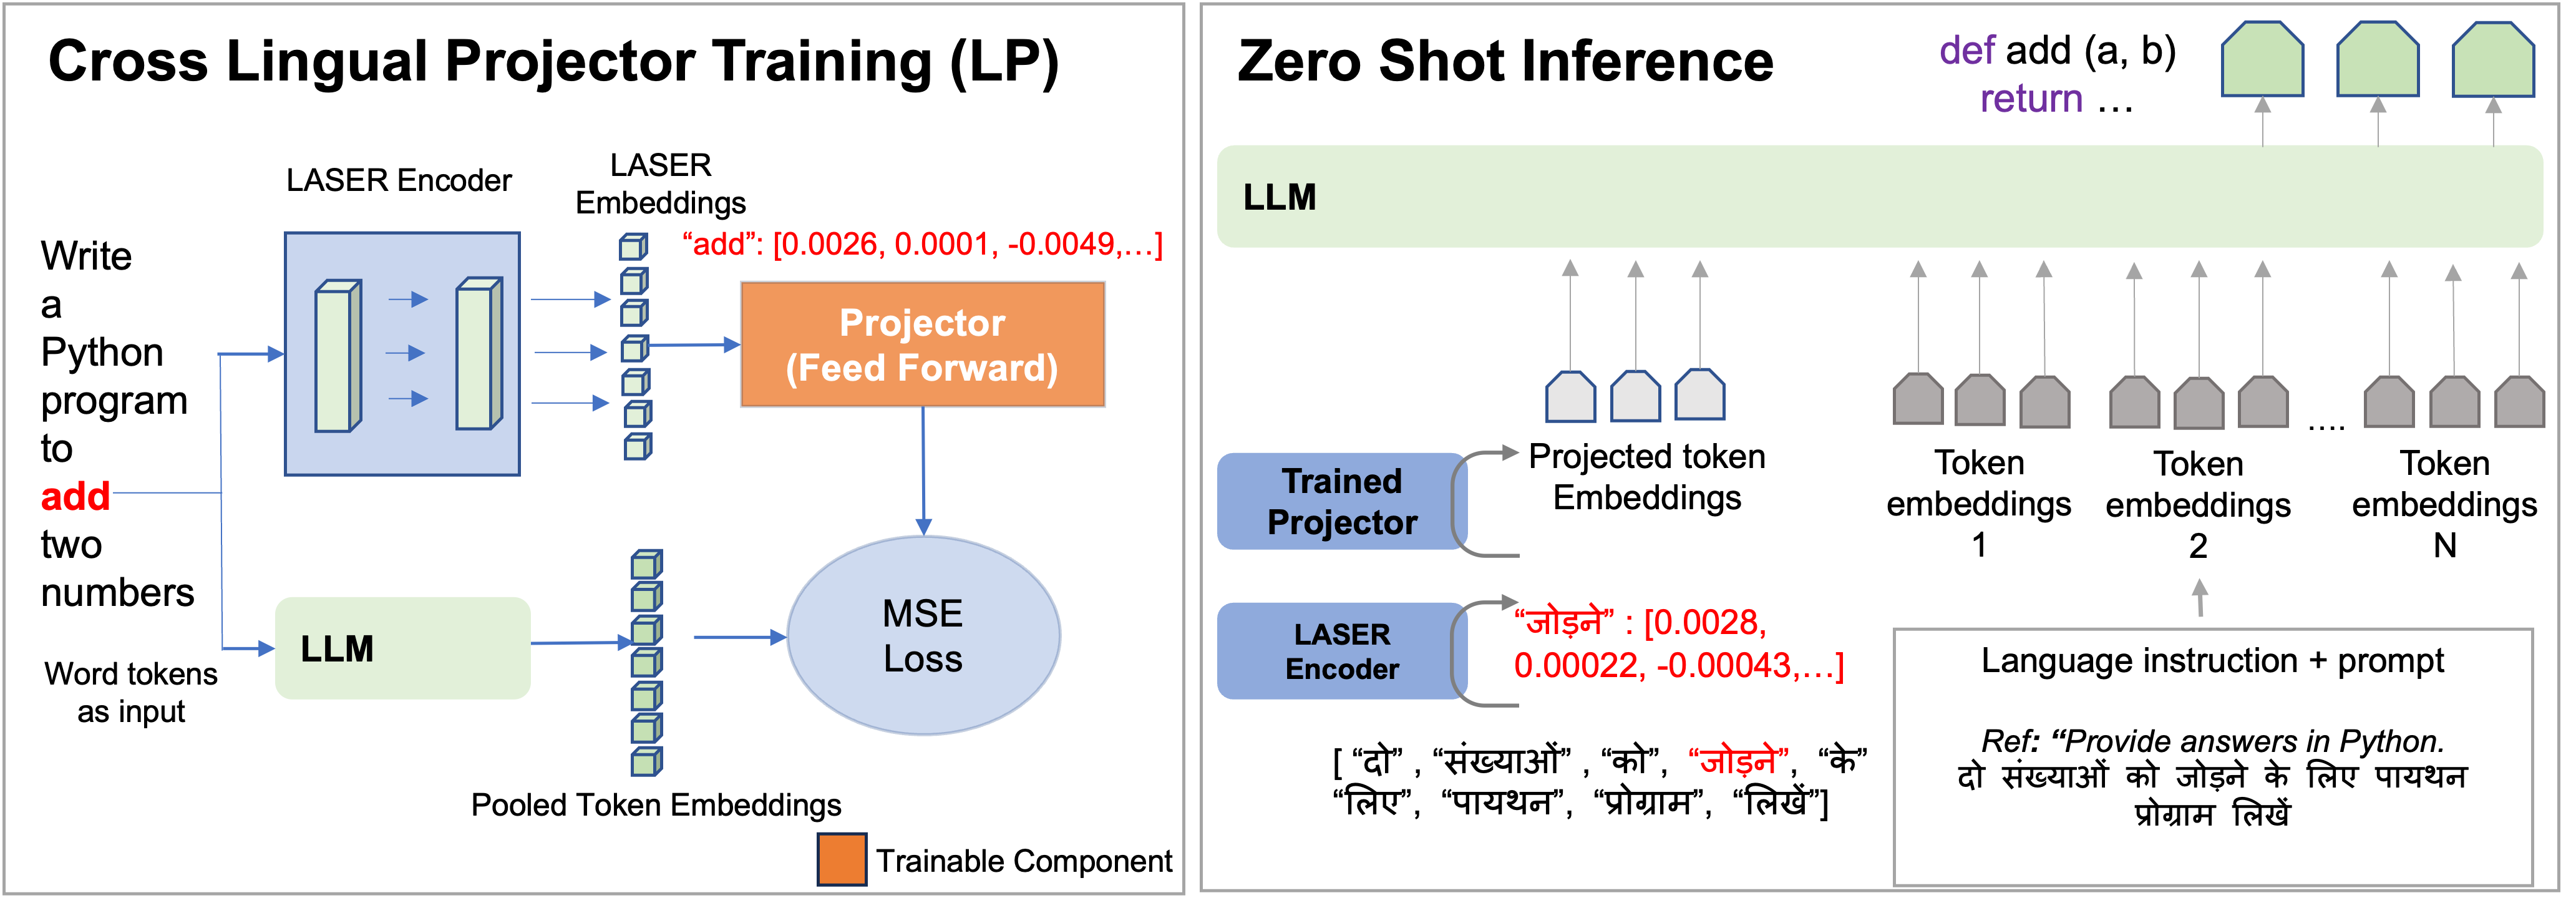 Cross Lingual Projector Training (LP)
LASER Encoder
LASER
Embeddings
“add”: [0.0026, 0.0001, -0.0049,…]
Write
a
Python
program
to
add
two
numbers
Word tokens
as input
Projector
(Feed Forward)
LLM
MSE
Loss
Pooled Token Embeddings
Trainable Component
Zero Shot Inference
def add (a, b)
return …
LLM
Trained
Projector
Projected token
Embeddings
Token
embeddings
1
Token
embeddings
2
....
Token
embeddings
N
LASER
Encoder
“जोड़ने” : [0.0028,
0.00022, -0.00043,…]
[ “दो” , “संख्याओं” , “को”, “जोड़ने”, “के”
“लिए”, “पायथन”, “प्रोग्राम”, “लिखें”]
Language instruction + prompt
Ref: “Provide answers in Python.
दो संख्याओं को जोड़ने के लिए पायथन
प्रोग्राम लिखें